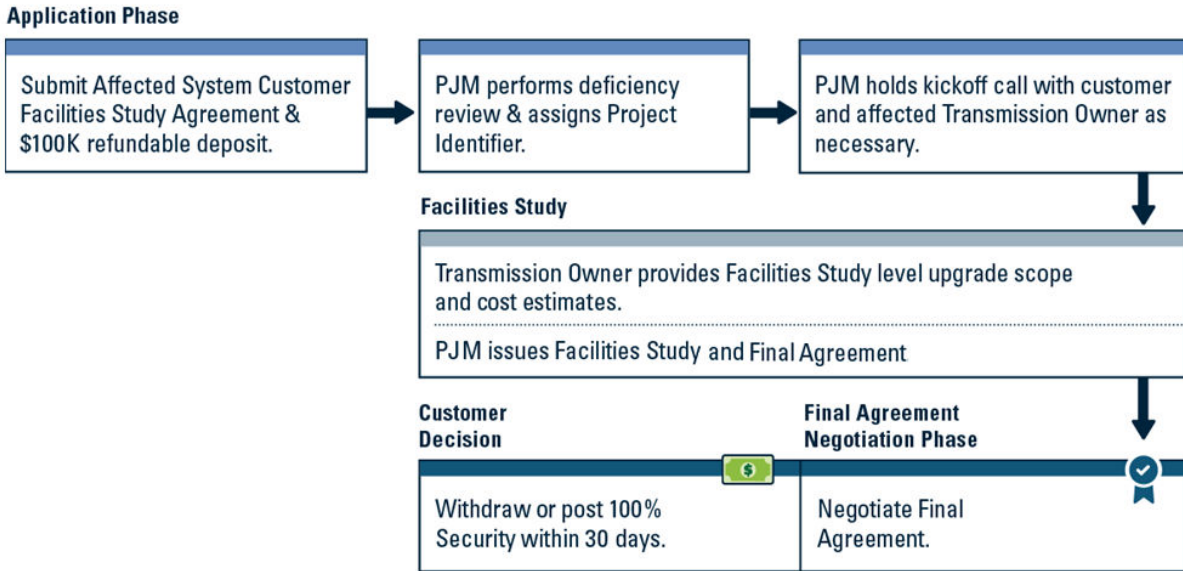 Application Phase
Submit Affected System Customer
Facilities Study Agreement &
$100K refundable deposit.
PJM performs deficiency
review & assigns Project
Identifier.
PJM holds kickoff call with customer
and affected Transmission Owner as
necessary.
Facilities Study
Transmission Owner provides Facilities Study level upgrade scope
and cost estimates.
PJM issues Facilities Study and Final Agreement
Customer
Decision
$
Withdraw or post 100%
Security within 30 days.
Final Agreement
Negotiation Phase
Negotiate Final
Agreement.